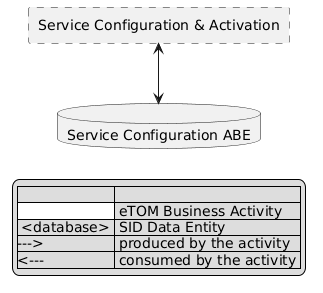 Service Configuration & Activation
Service Configuration ABE
eTOM Business Activity
<database> SID Data Entity
---> produced by the activity
<--- consumed by the activity